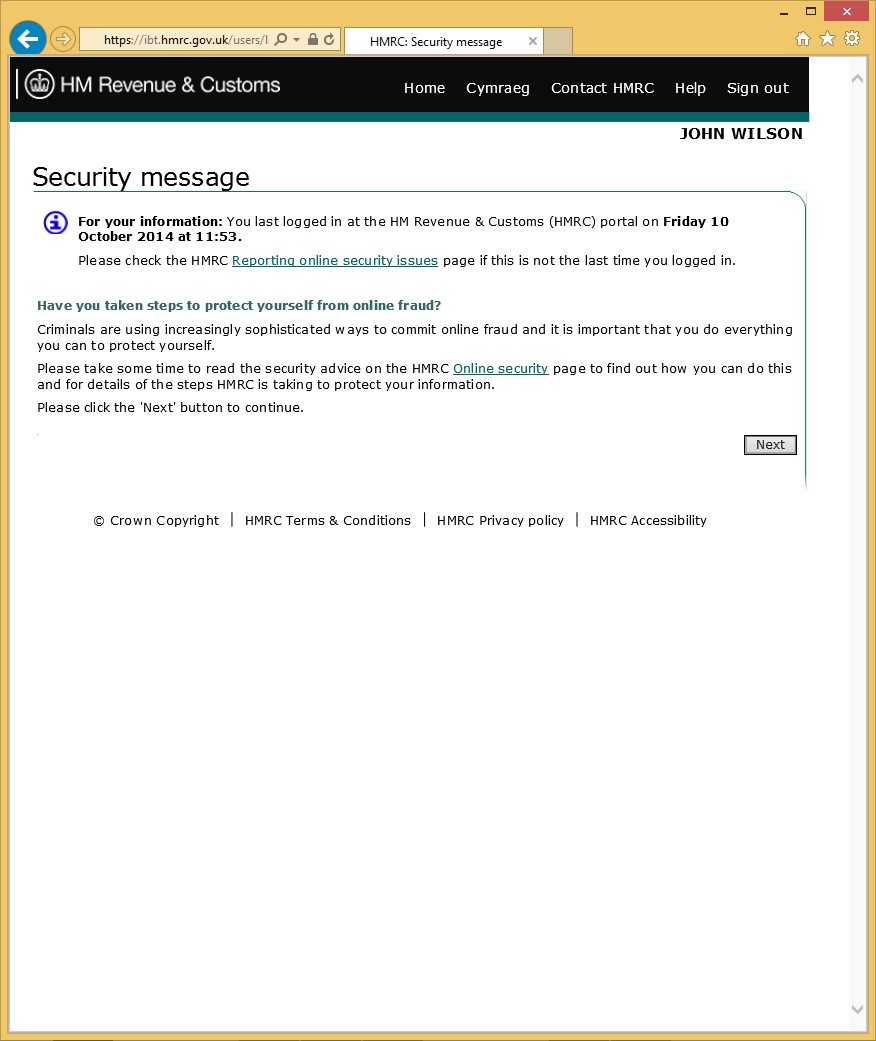 https://ibt.hmrc.gov.uk/users/l
HMRC: Security message
HM Revenue & Customs
Home Cymraeg Contact HMRC Help Sign out
JOHN WILSON
Security message
For your information: You last logged in at the HM Revenue & Customs (HMRC) portal on Friday 10
October 2014 at 11:53.
Please check the HMRC Reporting online security issues page if this is not the last time you logged in.
Have you taken steps to protect yourself from online fraud?
Criminals are using increasingly sophisticated ways to commit online fraud and it is important that you do everything
you can to protect yourself.
Please take some time to read the security advice on the HMRC Online security page to find out how you can do this
and for details of the steps HMRC is taking to protect your information.
Please click the 'Next' button to continue.
Next
© Crown Copyright | HMRC Terms & Conditions | HMRC Privacy policy | HMRC Accessibility